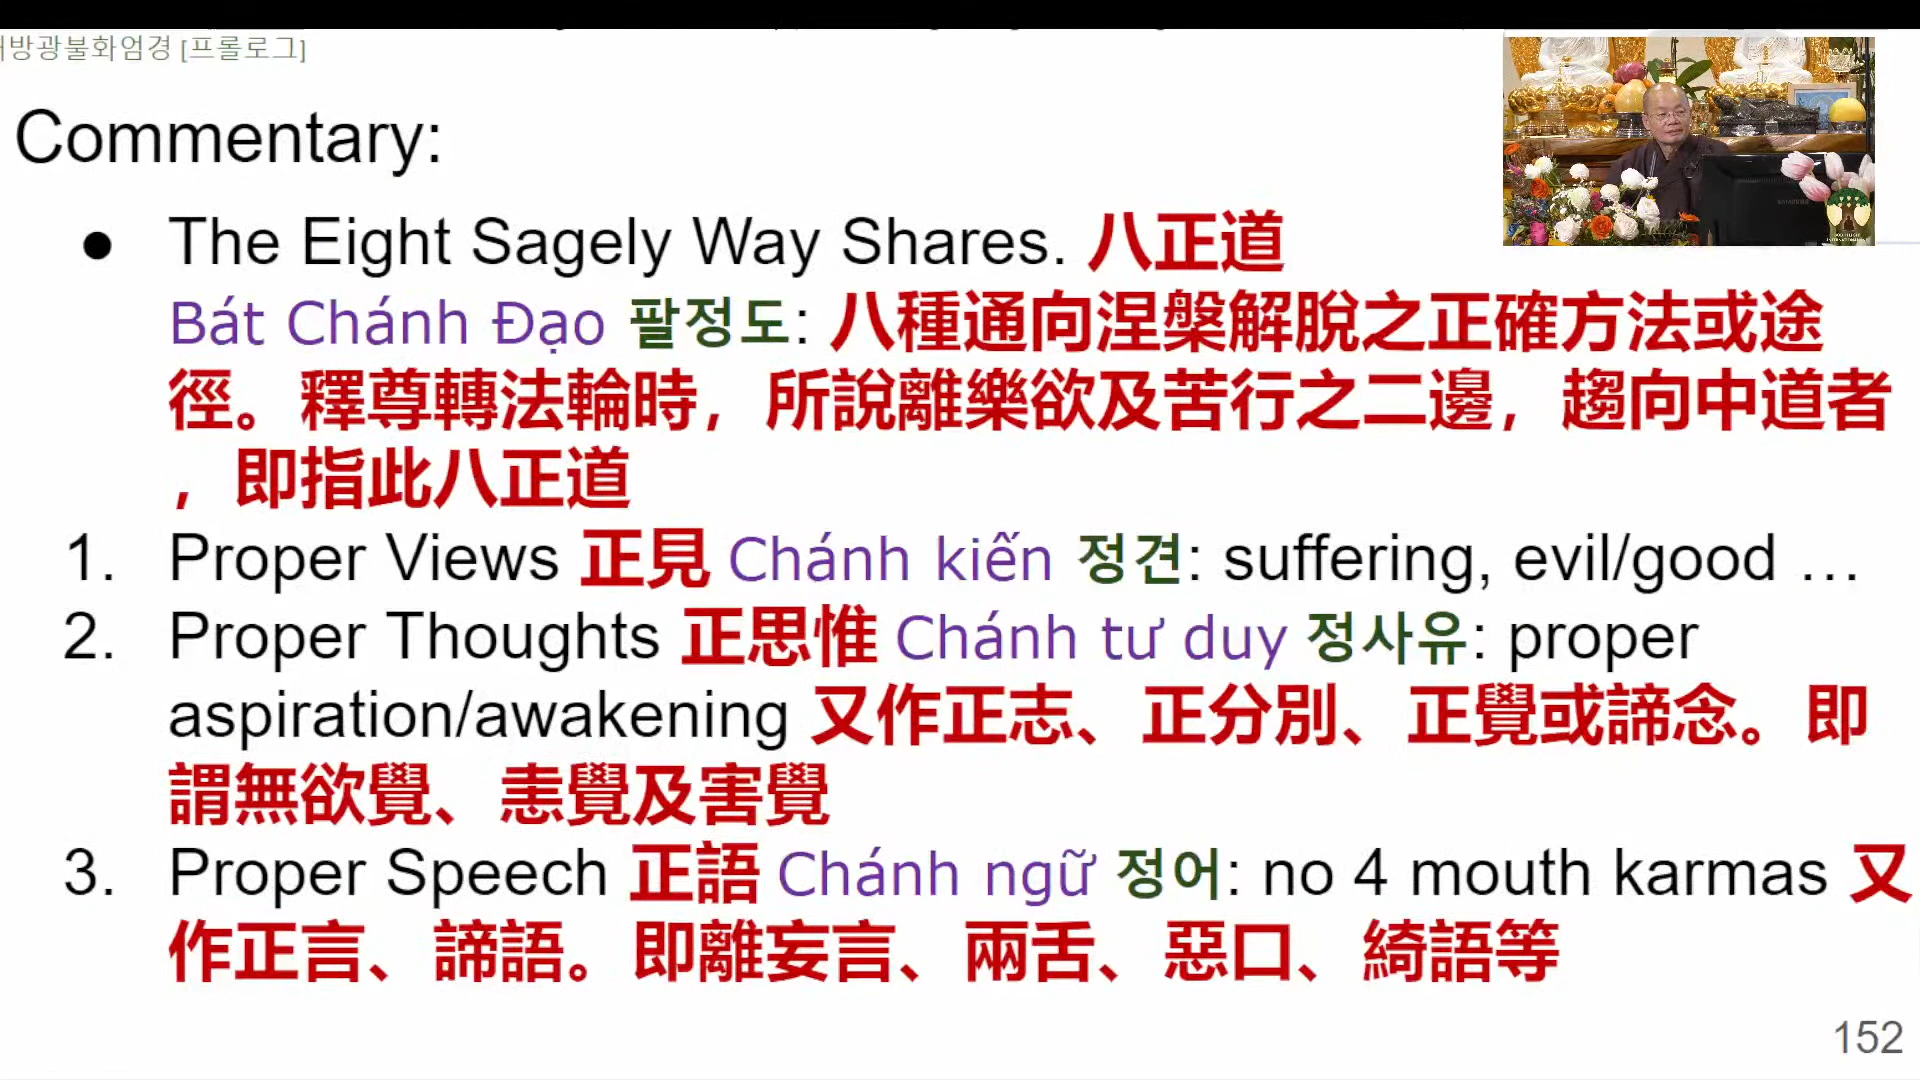 방광불화엄경 [프롤로그]
Commentary:
● The Eight Sagely Way Shares. 八正道
Bát Chánh Đạo 팔정도: 八種通向涅槃解脫之正確方法或途
徑。釋尊轉法輪時，所說離樂欲及苦行之二邊，趨向中道者
，即指此八正道
1. Proper Views 正見 Chánh kiến 정견: suffering, evil/good …
2. Proper Thoughts 正思惟 Chánh tư duy 정사유: proper
aspiration/awakening 又作正志、正分別、正覺或諦念。即
謂無欲覺、恚覺及害覺
3. Proper Speech 正語 Chánh ngữ 정어: no 4 mouth karmas 又
作正言、諦語。即離妄言、兩舌、惡口、綺語等
152